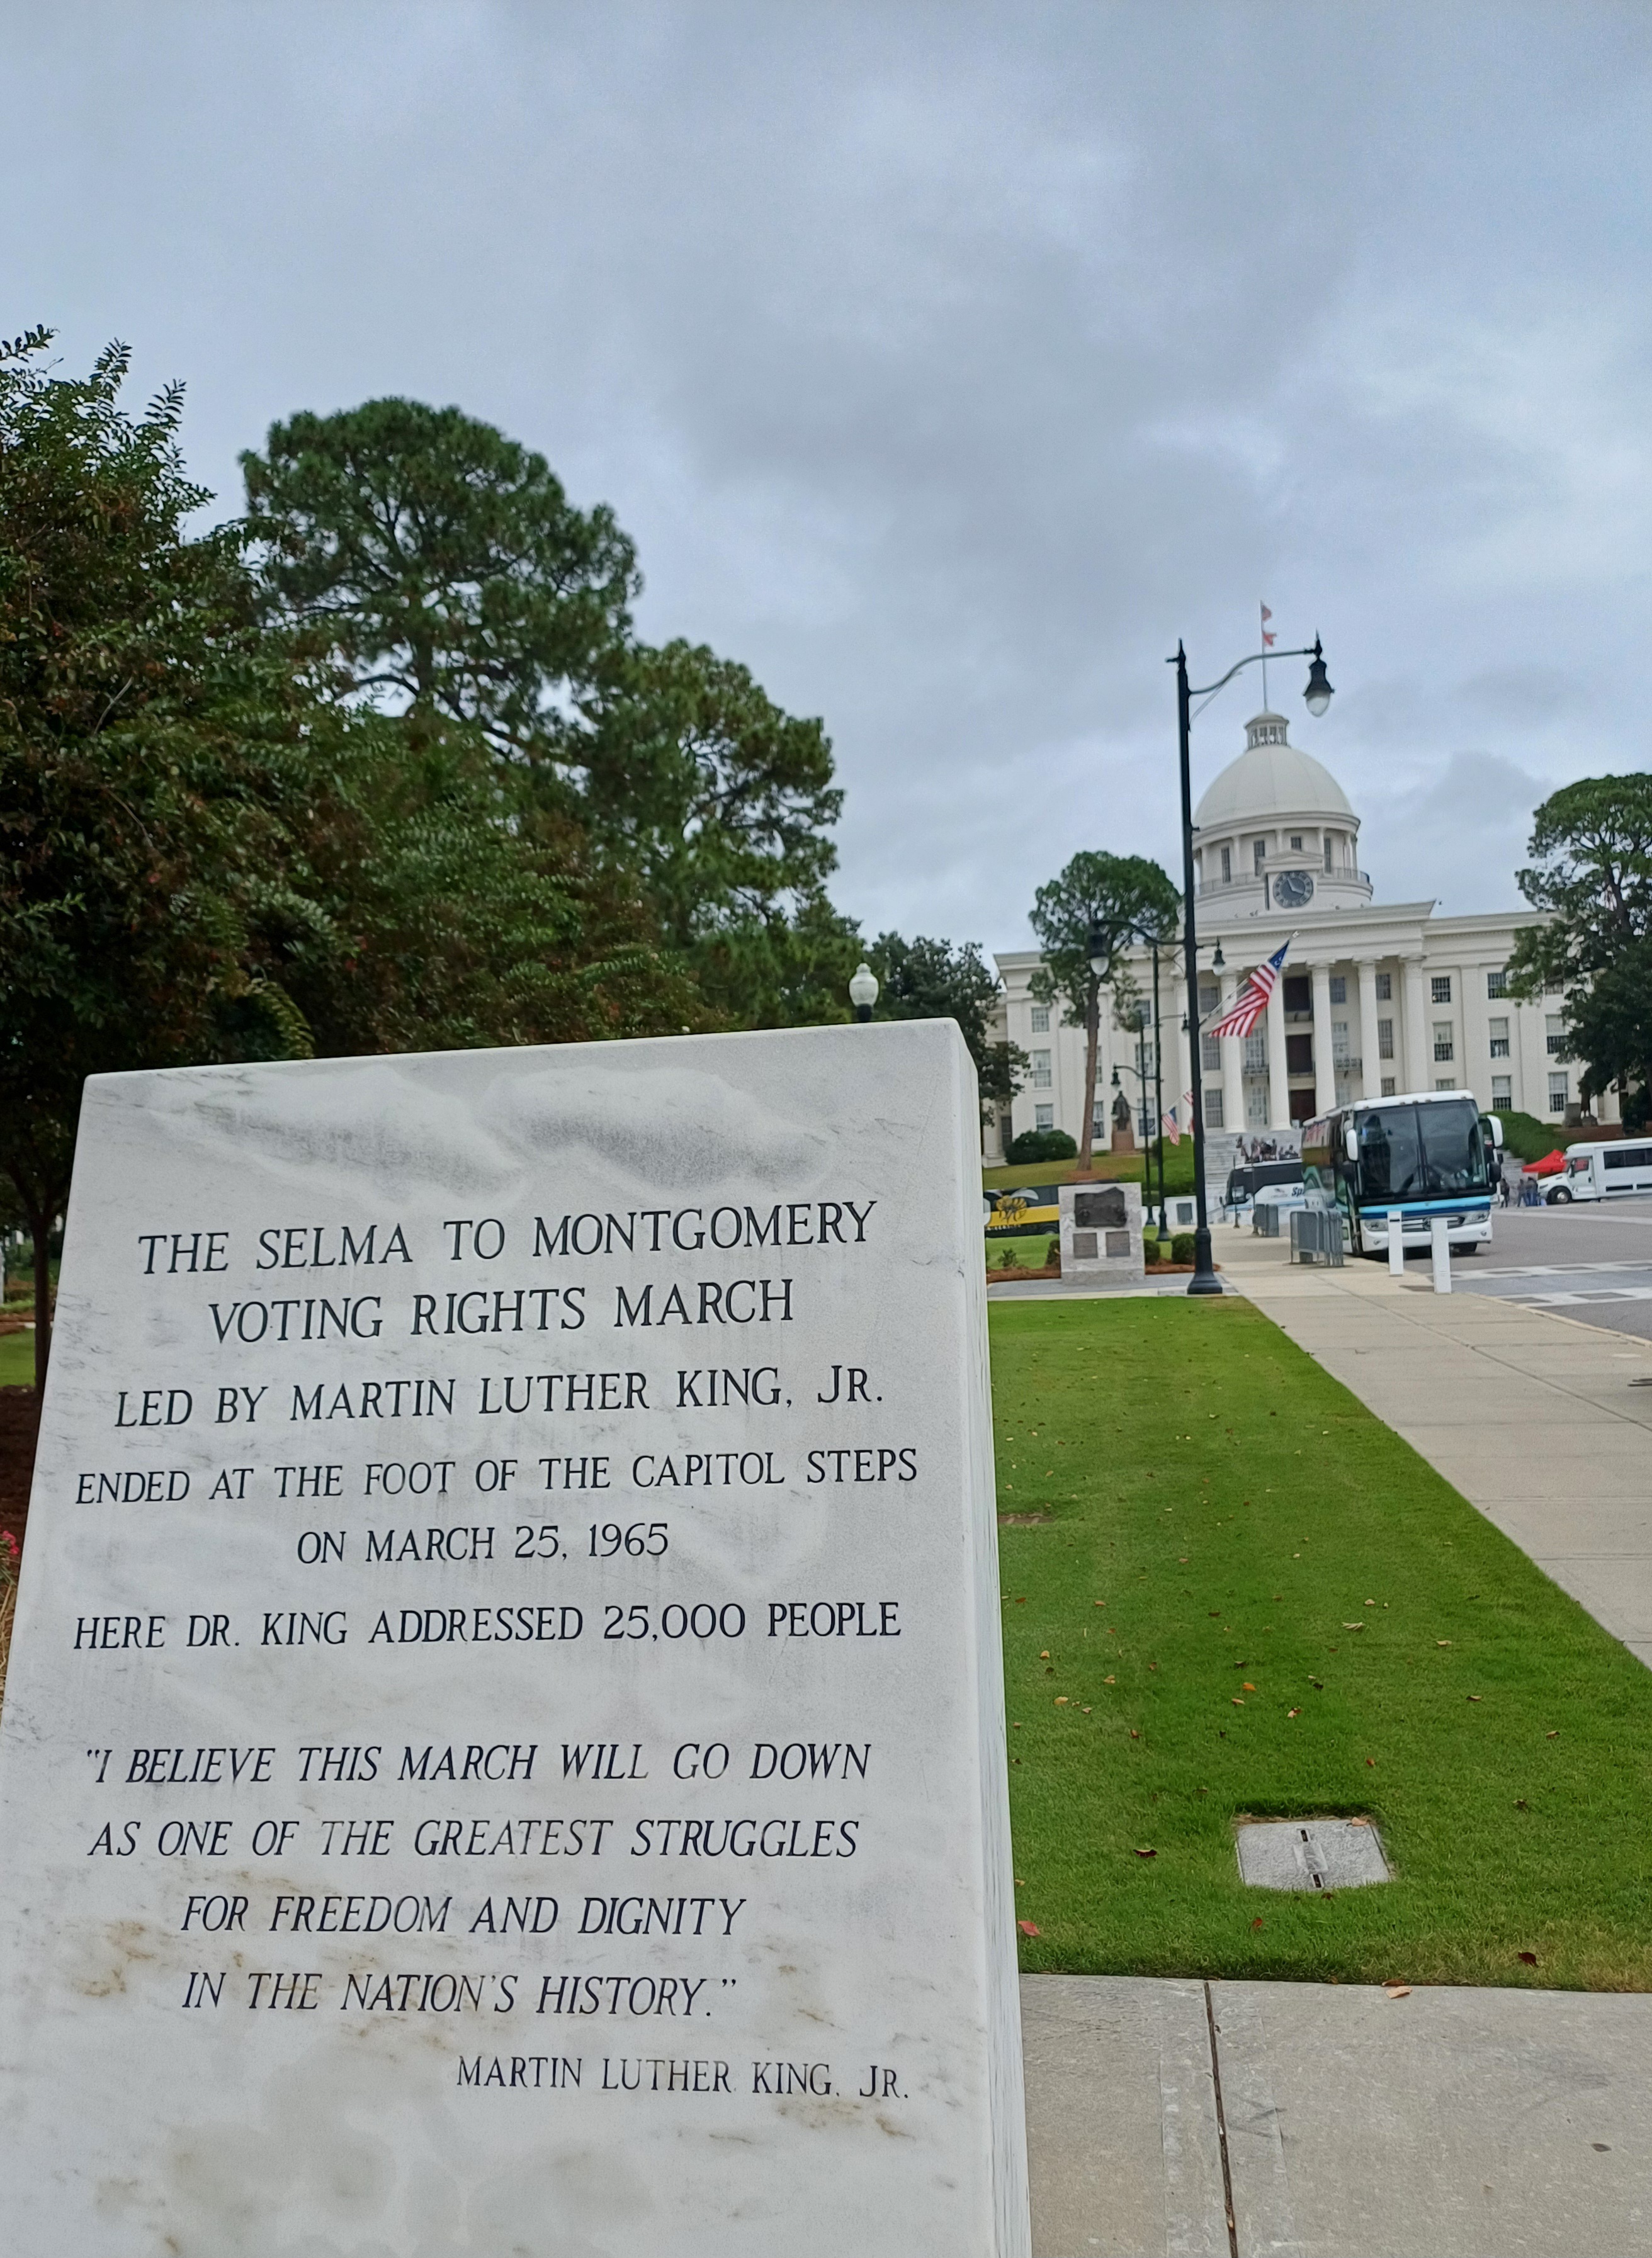 THE SELMA TO MONTGOMERY
VOTING RIGHTS MARCH
LED BY MARTIN LUTHER KING, JR.
ENDED AT THE FOOT OF THE CAPITOL STEPS
ON MARCH 25, 1965
HERE DR. KING ADDRESSED 25,000 PEOPLE
"I BELIEVE THIS MARCH WILL GO DOWN
AS ONE OF THE GREATEST STRUGGLES
FOR FREEDOM AND DIGNITY
IN THE NATION'S HISTORY."
MARTIN LUTHER KING, JR.